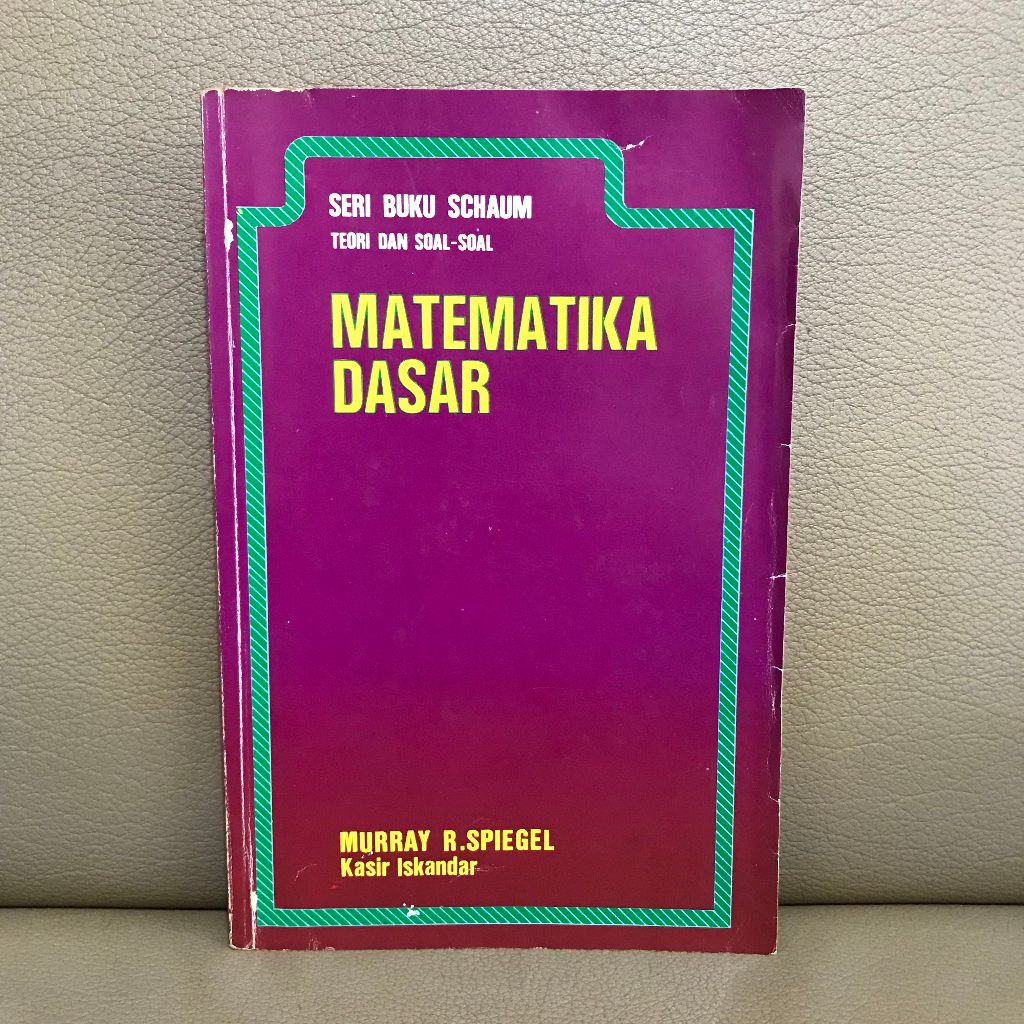 SERI BUKU SCHAUM
TEORI DAN SOAL-SOAL
MATEMATIKA
DASAR
MURRAY R.SPIEGEL
Kasir Iskandar